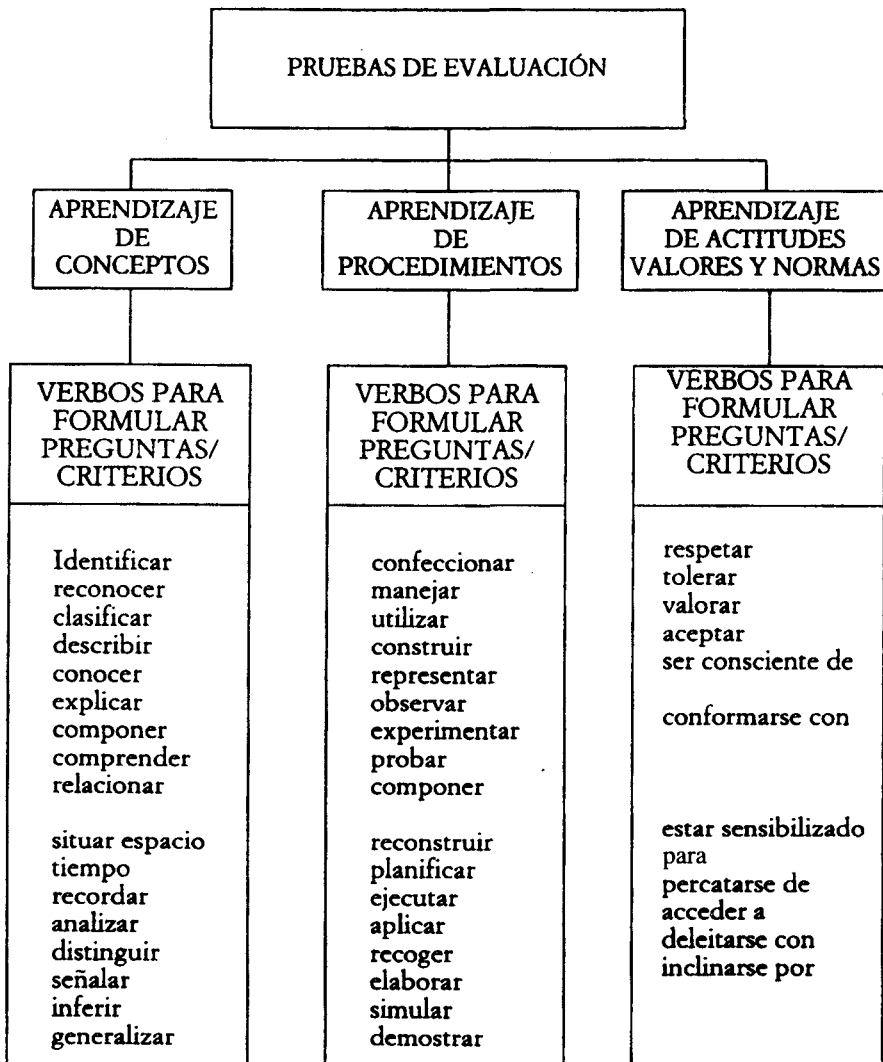 PRUEBAS DE EVALUACIÓN
APRENDIZAJE
DE
CONCEPTOS
APRENDIZAJE
DE
PROCEDIMIENTOS
APRENDIZAJE
DE ACTITUDES
VALORES Y NORMAS
VERBOS PARA
FORMULAR
PREGUNTAS/
CRITERIOS
Identificar
reconocer
clasificar
describir
conocer
explicar
componer
comprender
relacionar
situar espacio
tiempo
recordar
analizar
distinguir
señalar
inferir
generalizar
VERBOS PARA
FORMULAR
PREGUNTAS/
CRITERIOS
confeccionar
manejar
utilizar
construir
representar
observar
experimentar
probar
componer
reconstruir
planificar
ejecutar
aplicar
recoger
elaborar
simular
demostrar
VERBOS PARA
FORMULAR
PREGUNTAS/
CRITERIOS
respetar
tolerar
valorar
aceptar
ser consciente de
conformarse con
estar sensibilizado
para
percatarse de
acceder a
deleitarse con
inclinarse por